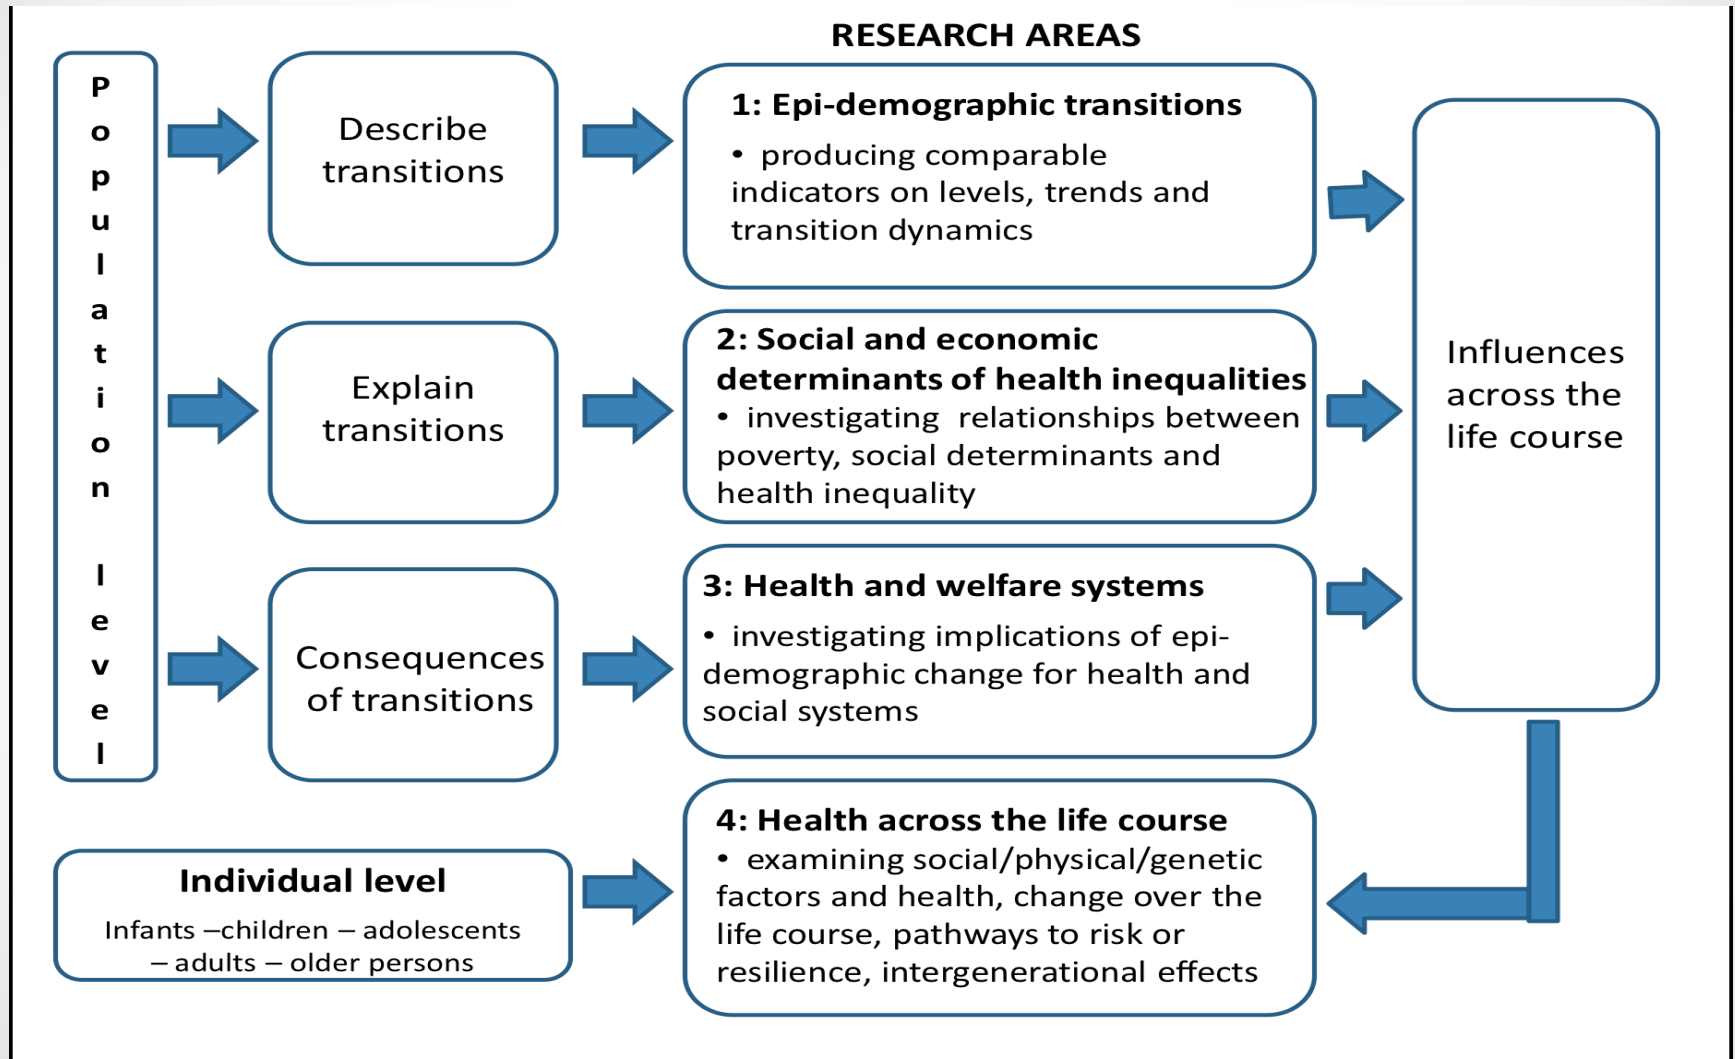 RESEARCH AREAS
Population level
Describe
transitions
1: Epi-demographic transitions
• producing comparable
indicators on levels, trends and
transition dynamics
Explain
transitions
2: Social and economic
determinants of health inequalities
• investigating relationships between
poverty, social determinants and
health inequality
Consequences
of transitions
3: Health and welfare systems
• investigating implications of epi-
demographic change for health and
social systems
Influences
across the
life course
Individual level
Infants –children – adolescents
– adults – older persons
4: Health across the life course
• examining social/physical/genetic
factors and health, change over the
life course, pathways to risk or
resilience, intergenerational effects